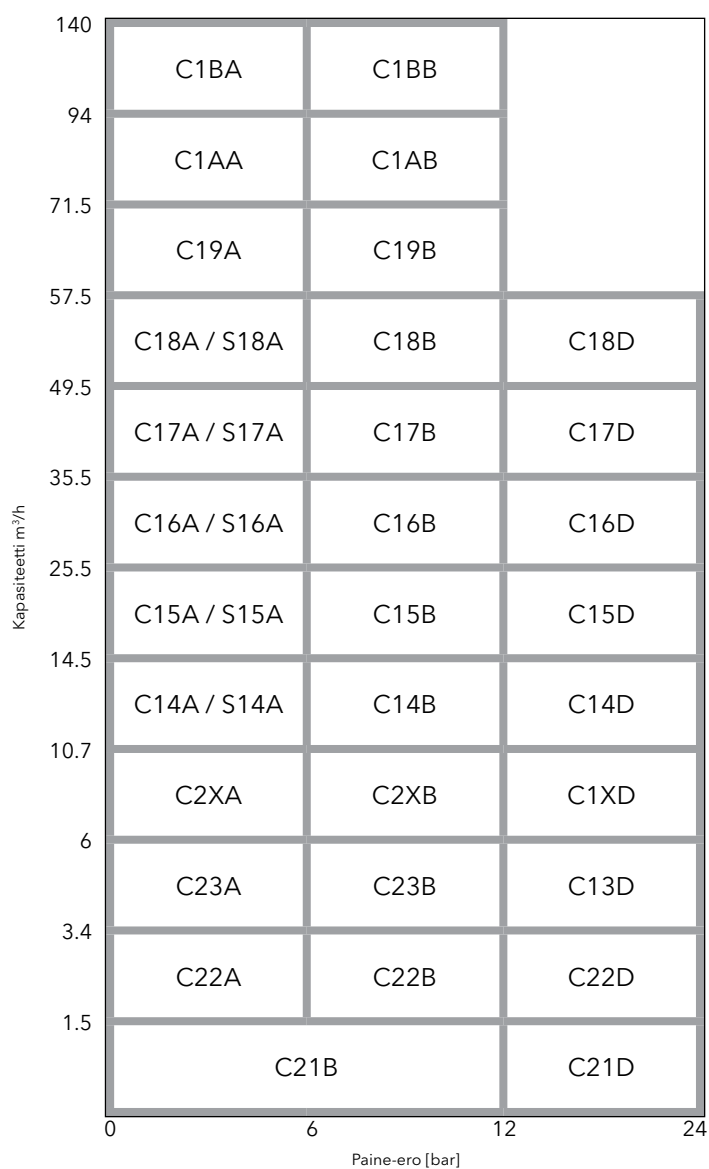 140
C1BA C1BB
94
C1AA C1AB
71.5
C19A C19B
57.5
C18A / S18A C18B C18D
49.5
C17A / S17A C17B C17D
35.5
C16A / S16A C16B C16D
25.5
C15A / S15A C15B C15D
14.5
C14A / S14A C14B C14D
10.7
C2XA C2XB C1XD
6
C23A C23B C13D
3.4
C22A C22B C22D
1.5
C21B C21D
0 6 12 24
Kapasiteetti m³/h
Paine-ero [bar]